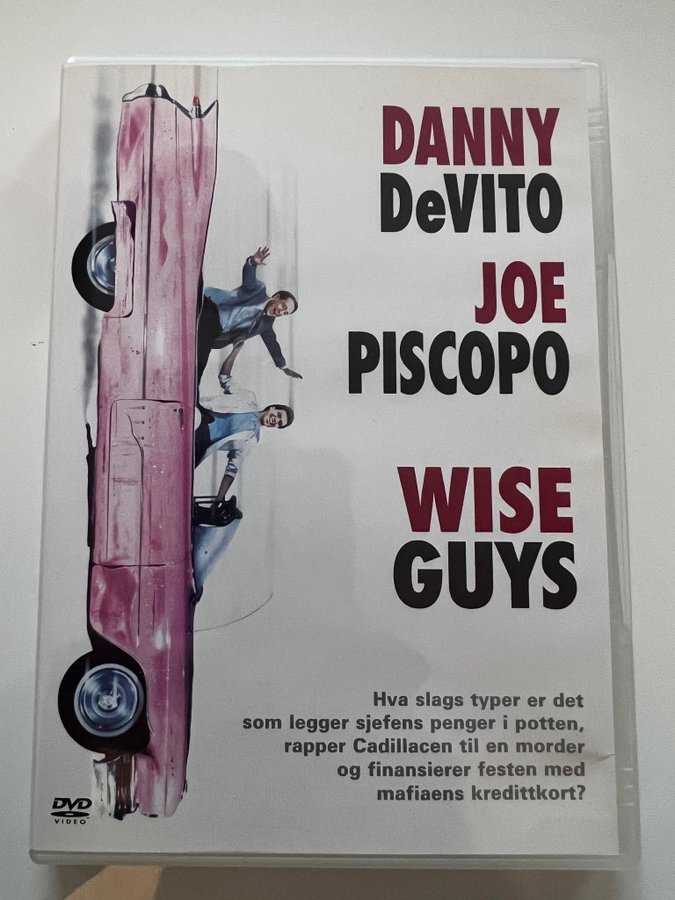 DANNY
DeVITO
JOE
PISCOPO
WISE
GUYS
Hva slags typer er det
som legger sjefens penger i potten,
rapper Cadillacen til en morder
og finansierer festen med
mafiaens kredittkort?
DVD
VIDEO